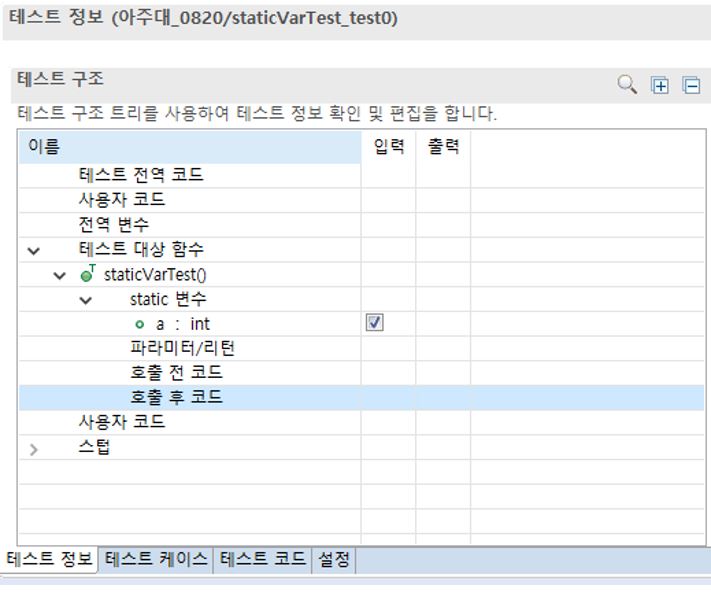 테스트 정보 (아주대_0820/staticVarTest_test0)
테스트 구조
테스트 구조 트리를 사용하여 테스트 정보 확인 및 편집을 합니다.
이름 입력 출력
테스트 전역 코드
사용자 코드
전역 변수
테스트 대상 함수
T staticVarTest()
static 변수
a : int
파라미터/리턴
호출 전 코드
호출 후 코드
사용자 코드
스텁
테스트 정보 테스트 케이스 테스트 코드 설정